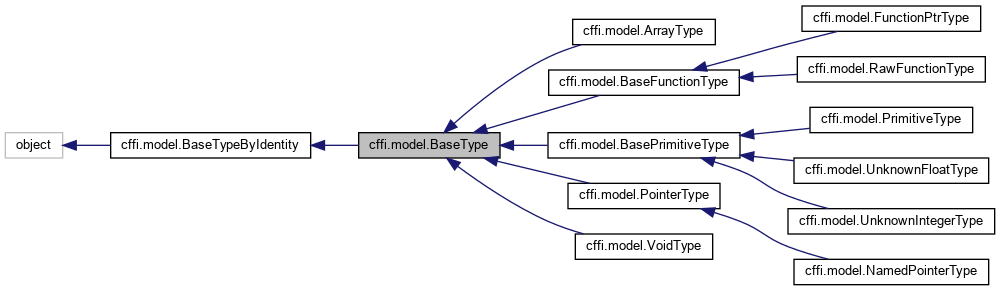 object
cffi.model.BaseTypeByIdentity
cffi.model.BaseType
cffi.model.ArrayType
cffi.model.BaseFunctionType
cffi.model.BasePrimitiveType
cffi.model.PointerType
cffi.model.VoidType
cffi.model.FunctionPtrType
cffi.model.RawFunctionType
cffi.model.PrimitiveType
cffi.model.UnknownFloatType
cffi.model.UnknownIntegerType
cffi.model.NamedPointerType